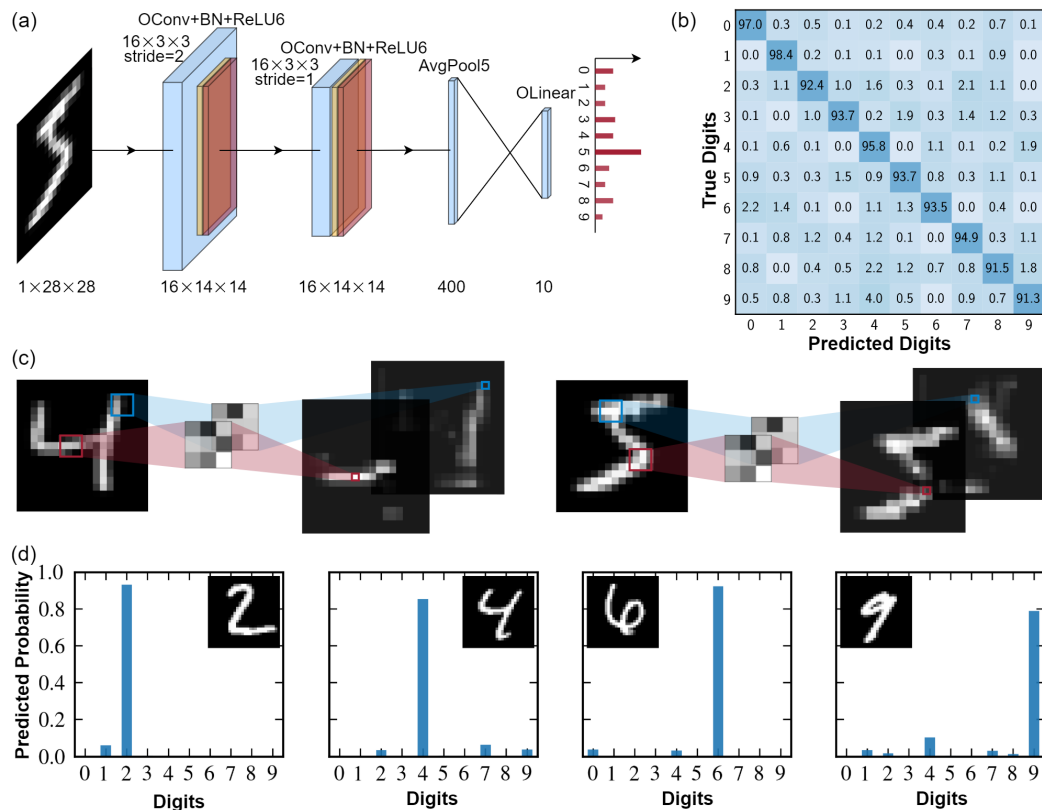 (a)
OConv+BN+ReLU6
16×3×3
stride=2
OConv+BN+ReLU6
16×3×3
stride=1
AvgPool5
OLinear
0
1
2
3
4
5
6
7
8
9
1×28×28
16×14×14
16×14×14
400
10
(b)
True Digits
0 97.0 0.3 0.5 0.1 0.2 0.4 0.4 0.2 0.7 0.1
1 0.0 98.4 0.2 0.1 0.1 0.0 0.3 0.1 0.9 0.0
2 0.3 1.1 92.4 1.0 1.6 0.3 0.1 2.1 1.1 0.0
3 0.1 0.0 1.0 93.7 0.2 1.9 0.3 1.4 1.2 0.3
4 0.1 0.6 0.1 0.0 95.8 0.0 1.1 0.1 0.2 1.9
5 0.9 0.3 0.3 1.5 0.9 93.7 0.8 0.3 1.1 0.1
6 2.2 1.4 0.1 0.0 1.1 1.3 93.5 0.0 0.4 0.0
7 0.1 0.8 1.2 0.4 1.2 0.1 0.0 94.9 0.3 1.1
8 0.8 0.0 0.4 0.5 2.2 1.2 0.7 0.8 91.5 1.8
9 0.5 0.8 0.3 1.1 4.0 0.5 0.0 0.9 0.7 91.3
0 1 2 3 4 5 6 7 8 9
Predicted Digits
(c)
4
5
(d)
Predicted Probability
1.0
0.8
0.6
0.4
0.2
0.0
2
0 1 2 3 4 5 6 7 8 9
Digits
4
0 1 2 3 4 5 6 7 8 9
Digits
6
0 1 2 3 4 5 6 7 8 9
Digits
9
0 1 2 3 4 5 6 7 8 9
Digits